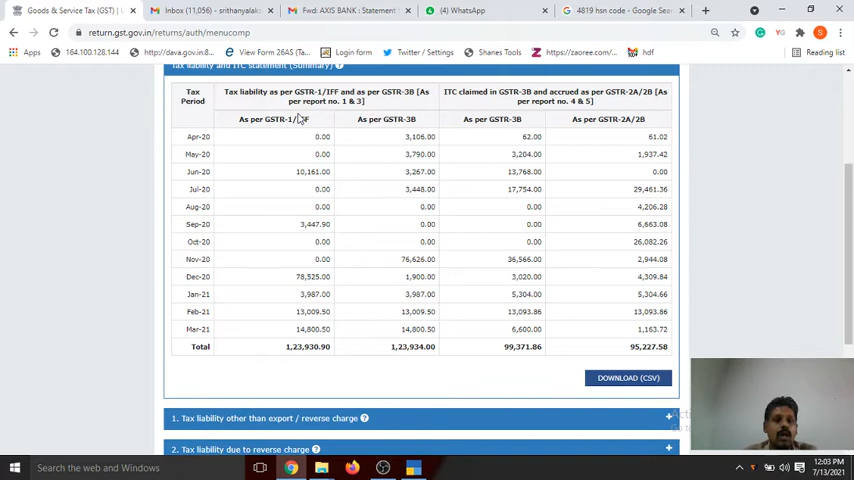 Goods & Service Tax (GST) | U
Inbox (11,056) - srithanyalaks
Fwd: AXIS BANK : Statement
(4) WhatsApp
4819 hsn code - Google Sear
return.gst.gov.in/returns/auth/menucomp
Apps
164.100.128.144
http://dava.gov.in...
View Form 26AS (Ta...
Login form
Twitter / Settings
Shanes Tools
https://zaoree.com/...
hdf
Reading list
Tax liability and ITC statement (Summary)
Tax Period
Tax liability as per GSTR-1/IFF and as per GSTR-3B [As per report no. 1 & 3]
ITC claimed in GSTR-3B and accrued as per GSTR-2A/2B [As per report no. 4 & 5]
As per GSTR-1/IFF As per GSTR-3B As per GSTR-3B As per GSTR-2A/2B
Apr-20 0.00 3,106.00 62.00 61.02
May-20 0.00 3,790.00 3,204.00 1,937.42
Jun-20 10,161.00 3,267.00 13,768.00 0.00
Jul-20 0.00 3,448.00 17,754.00 29,461.36
Aug-20 0.00 0.00 0.00 4,206.28
Sep-20 3,447.90 0.00 0.00 6,663.08
Oct-20 0.00 0.00 0.00 26,082.26
Nov-20 0.00 76,626.00 36,566.00 2,944.08
Dec-20 78,525.00 1,900.00 3,020.00 4,309.84
Jan-21 3,987.00 3,987.00 5,304.00 5,304.66
Feb-21 13,009.50 13,009.50 13,093.86 13,093.86
Mar-21 14,800.50 14,800.50 6,600.00 1,163.72
Total 1,23,930.90 1,23,934.00 99,371.86 95,227.58
DOWNLOAD (CSV)
1. Tax liability other than export / reverse charge
2. Tax liability due to reverse charge
Search the web and Windows
12:03 PM
7/13/2021